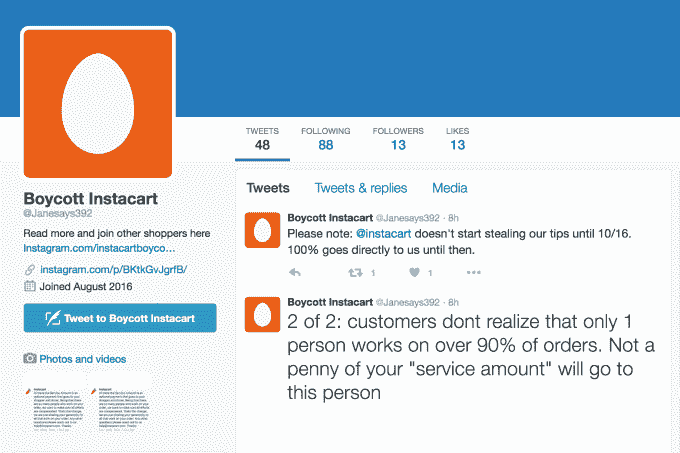 TWEETS FOLLOWING FOLLOWERS LIKES
48 88 13 13
Boycott Instacart
@Janesays392
Read more and join other shoppers here
Instagram.com/instacartboyco…
instagram.com/p/BKtkGvJgrfB/
Joined August 2016
Tweet to Boycott Instacart
Photos and videos
Tweets Tweets & replies Media
Boycott Instacart @Janesays392 · 8h
Please note: @instacart doesn't start stealing our tips until 10/16.
100% goes directly to us until then.
1 1
Boycott Instacart @Janesays392 · 8h
2 of 2: customers dont realize that only 1
person works on over 90% of orders. Not a
penny of your "service amount" will go to
this person
Instacart Instacart